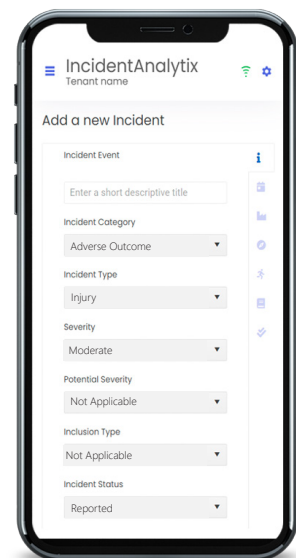 IncidentAnalytix
Tenant name
Add a new Incident
Incident Event
Enter a short descriptive title
Incident Category
Adverse Outcome
Incident Type
Injury
Severity
Moderate
Potential Severity
Not Applicable
Inclusion Type
Not Applicable
Incident Status
Reported